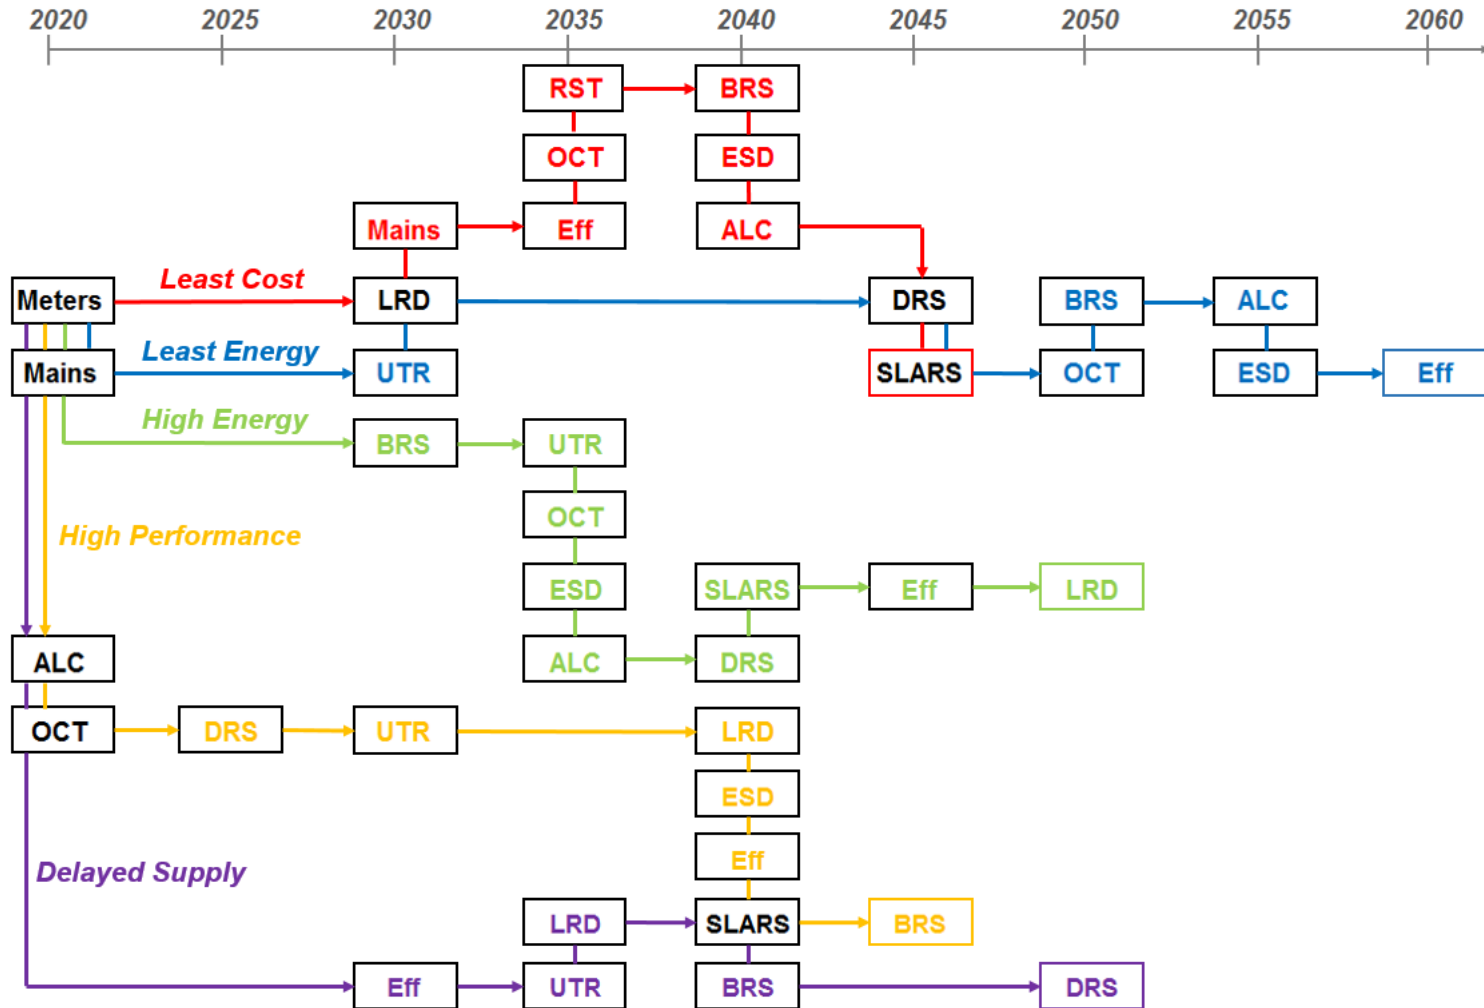 2020 2025 2030 2035 2040 2045 2050 2055 2060
RST BRS
OCT ESD
Mains Eff ALC
Least Cost
Meters LRD DRS BRS ALC
Least Energy
Mains UTR SLARS OCT ESD Eff
High Energy
BRS UTR
OCT
High Performance
ESD SLARS Eff LRD
ALC ALC DRS
OCT DRS UTR LRD
ESD
Eff
Delayed Supply
LRD SLARS BRS
Eff UTR BRS DRS